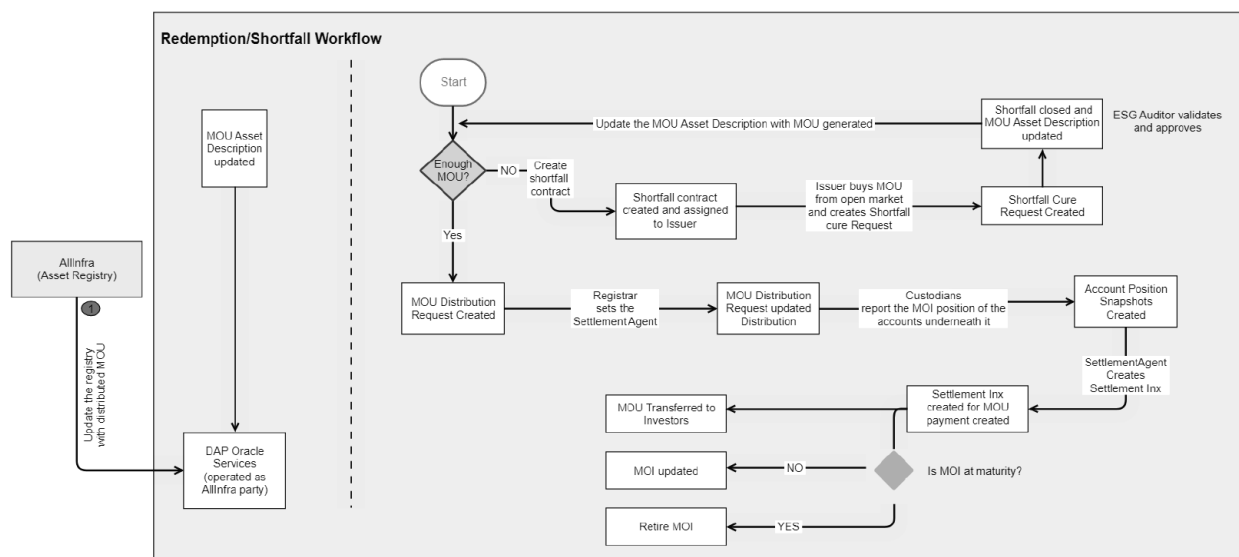 Redemption/Shortfall Workflow
Start
MOU Asset
Description
updated
Update the MOU Asset Description with MOU generated
Shortfall closed and
MOU Asset Description
updated
ESG Auditor validates
and approves
Enough
MOU?
NO
Create
shortfall
contract
Shortfall contract
created and assigned
to Issuer
Issuer buys MOU
from open market
and creates Shortfall
cure Request
Shortfall Cure
Request Created
Yes
AllInfra
(Asset Registry)
1
Update the registry
with distributed MOU
MOU Distribution
Request Created
Registrar
sets the
SettlementAgent
MOU Distribution
Request updated
Distribution
Custodians
report the MOI position of the
accounts underneath it
Account Position
Snapshots
Created
SettlementAgent
Creates
Settlement Inx
Settlement Inx
created for MOU
payment created
MOU Transferred to
Investors
DAP Oracle
Services
(operated as
AllInfra party)
MOI updated
NO
Is MOI at maturity?
Retire MOI
YES